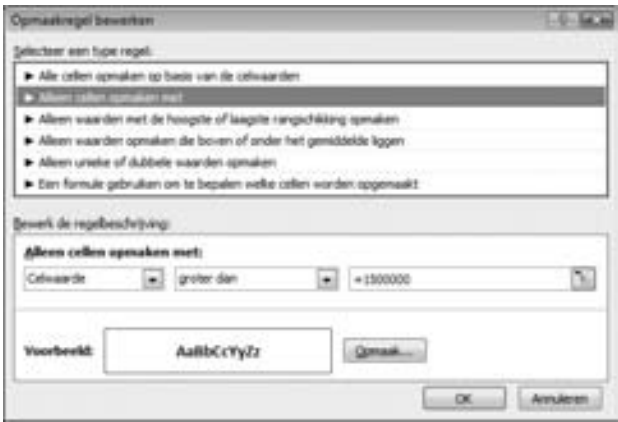 Opmaakregel bewerken
Selecteer een type regel:
► Alle cellen opmaken op basis van de celwaarden
► Alleen cellen opmaken met
► Alleen waarden met de hoogste of laagste rangschikking opmaken
► Alleen waarden opmaken die boven of onder het gemiddelde liggen
► Alleen unieke of dubbele waarden opmaken
► Een formule gebruiken om te bepalen welke cellen worden opgemaakt
Bewerk de regelbeschrijving:
Alleen cellen opmaken met:
Celwaarde groter dan =1500000
Voorbeeld: AaBbCcYyZz Opmaak...
OK Annuleren